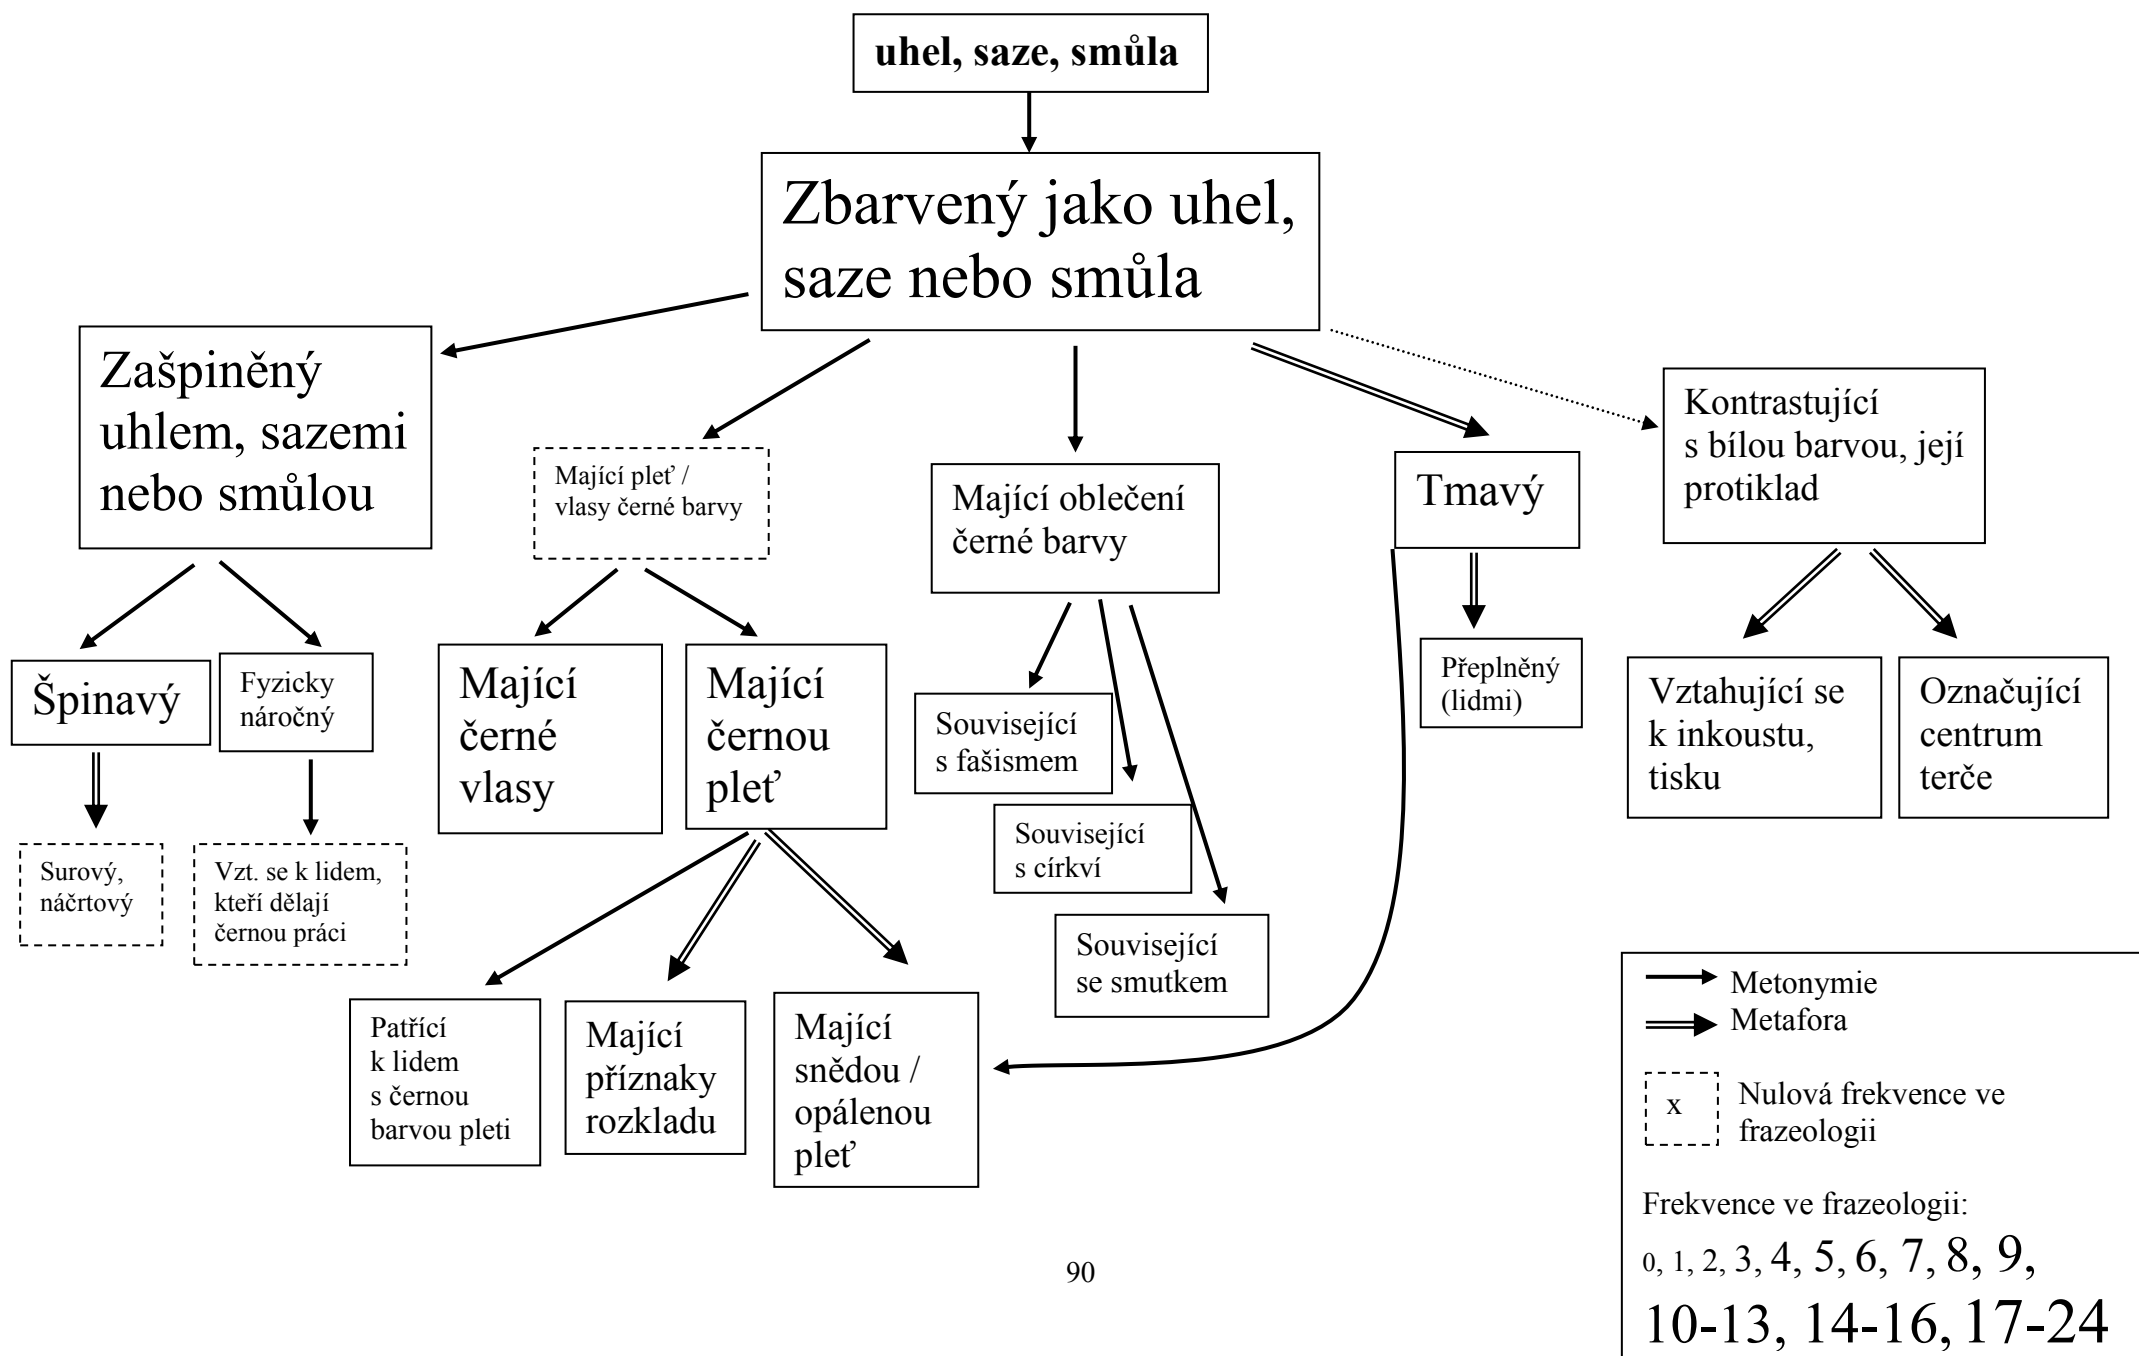 uhel, saze, smůla
Zbarvený jako uhel,
saze nebo smůla
Zašpiněný
uhlem, sazemi
nebo smůlou
Mající pleť /
vlasy černé barvy
Mající oblečení
černé barvy
Tmavý
Kontrastující
s bílou barvou, její
protiklad
Špinavý
Fyzicky
náročný
Mající
černé
vlasy
Mající
černou
pleť
Související
s fašismem
Přeplněný
(lidmi)
Vztahující se
k inkoustu,
tisku
Označující
centrum
terče
Surový,
náčrtový
Vzt. se k lidem,
kteří dělají
černou práci
Související
s církví
Související
se smutkem
Patřící
k lidem
s černou
barvou pleti
Mající
příznaky
rozkladu
Mající
snědou /
opálenou
pleť
Metonymie
Metafora
x
Nulová frekvence ve
frazeologii
Frekvence ve frazeologii:
0, 1, 2, 3, 4, 5, 6, 7, 8, 9,
10-13, 14-16, 17-24
90